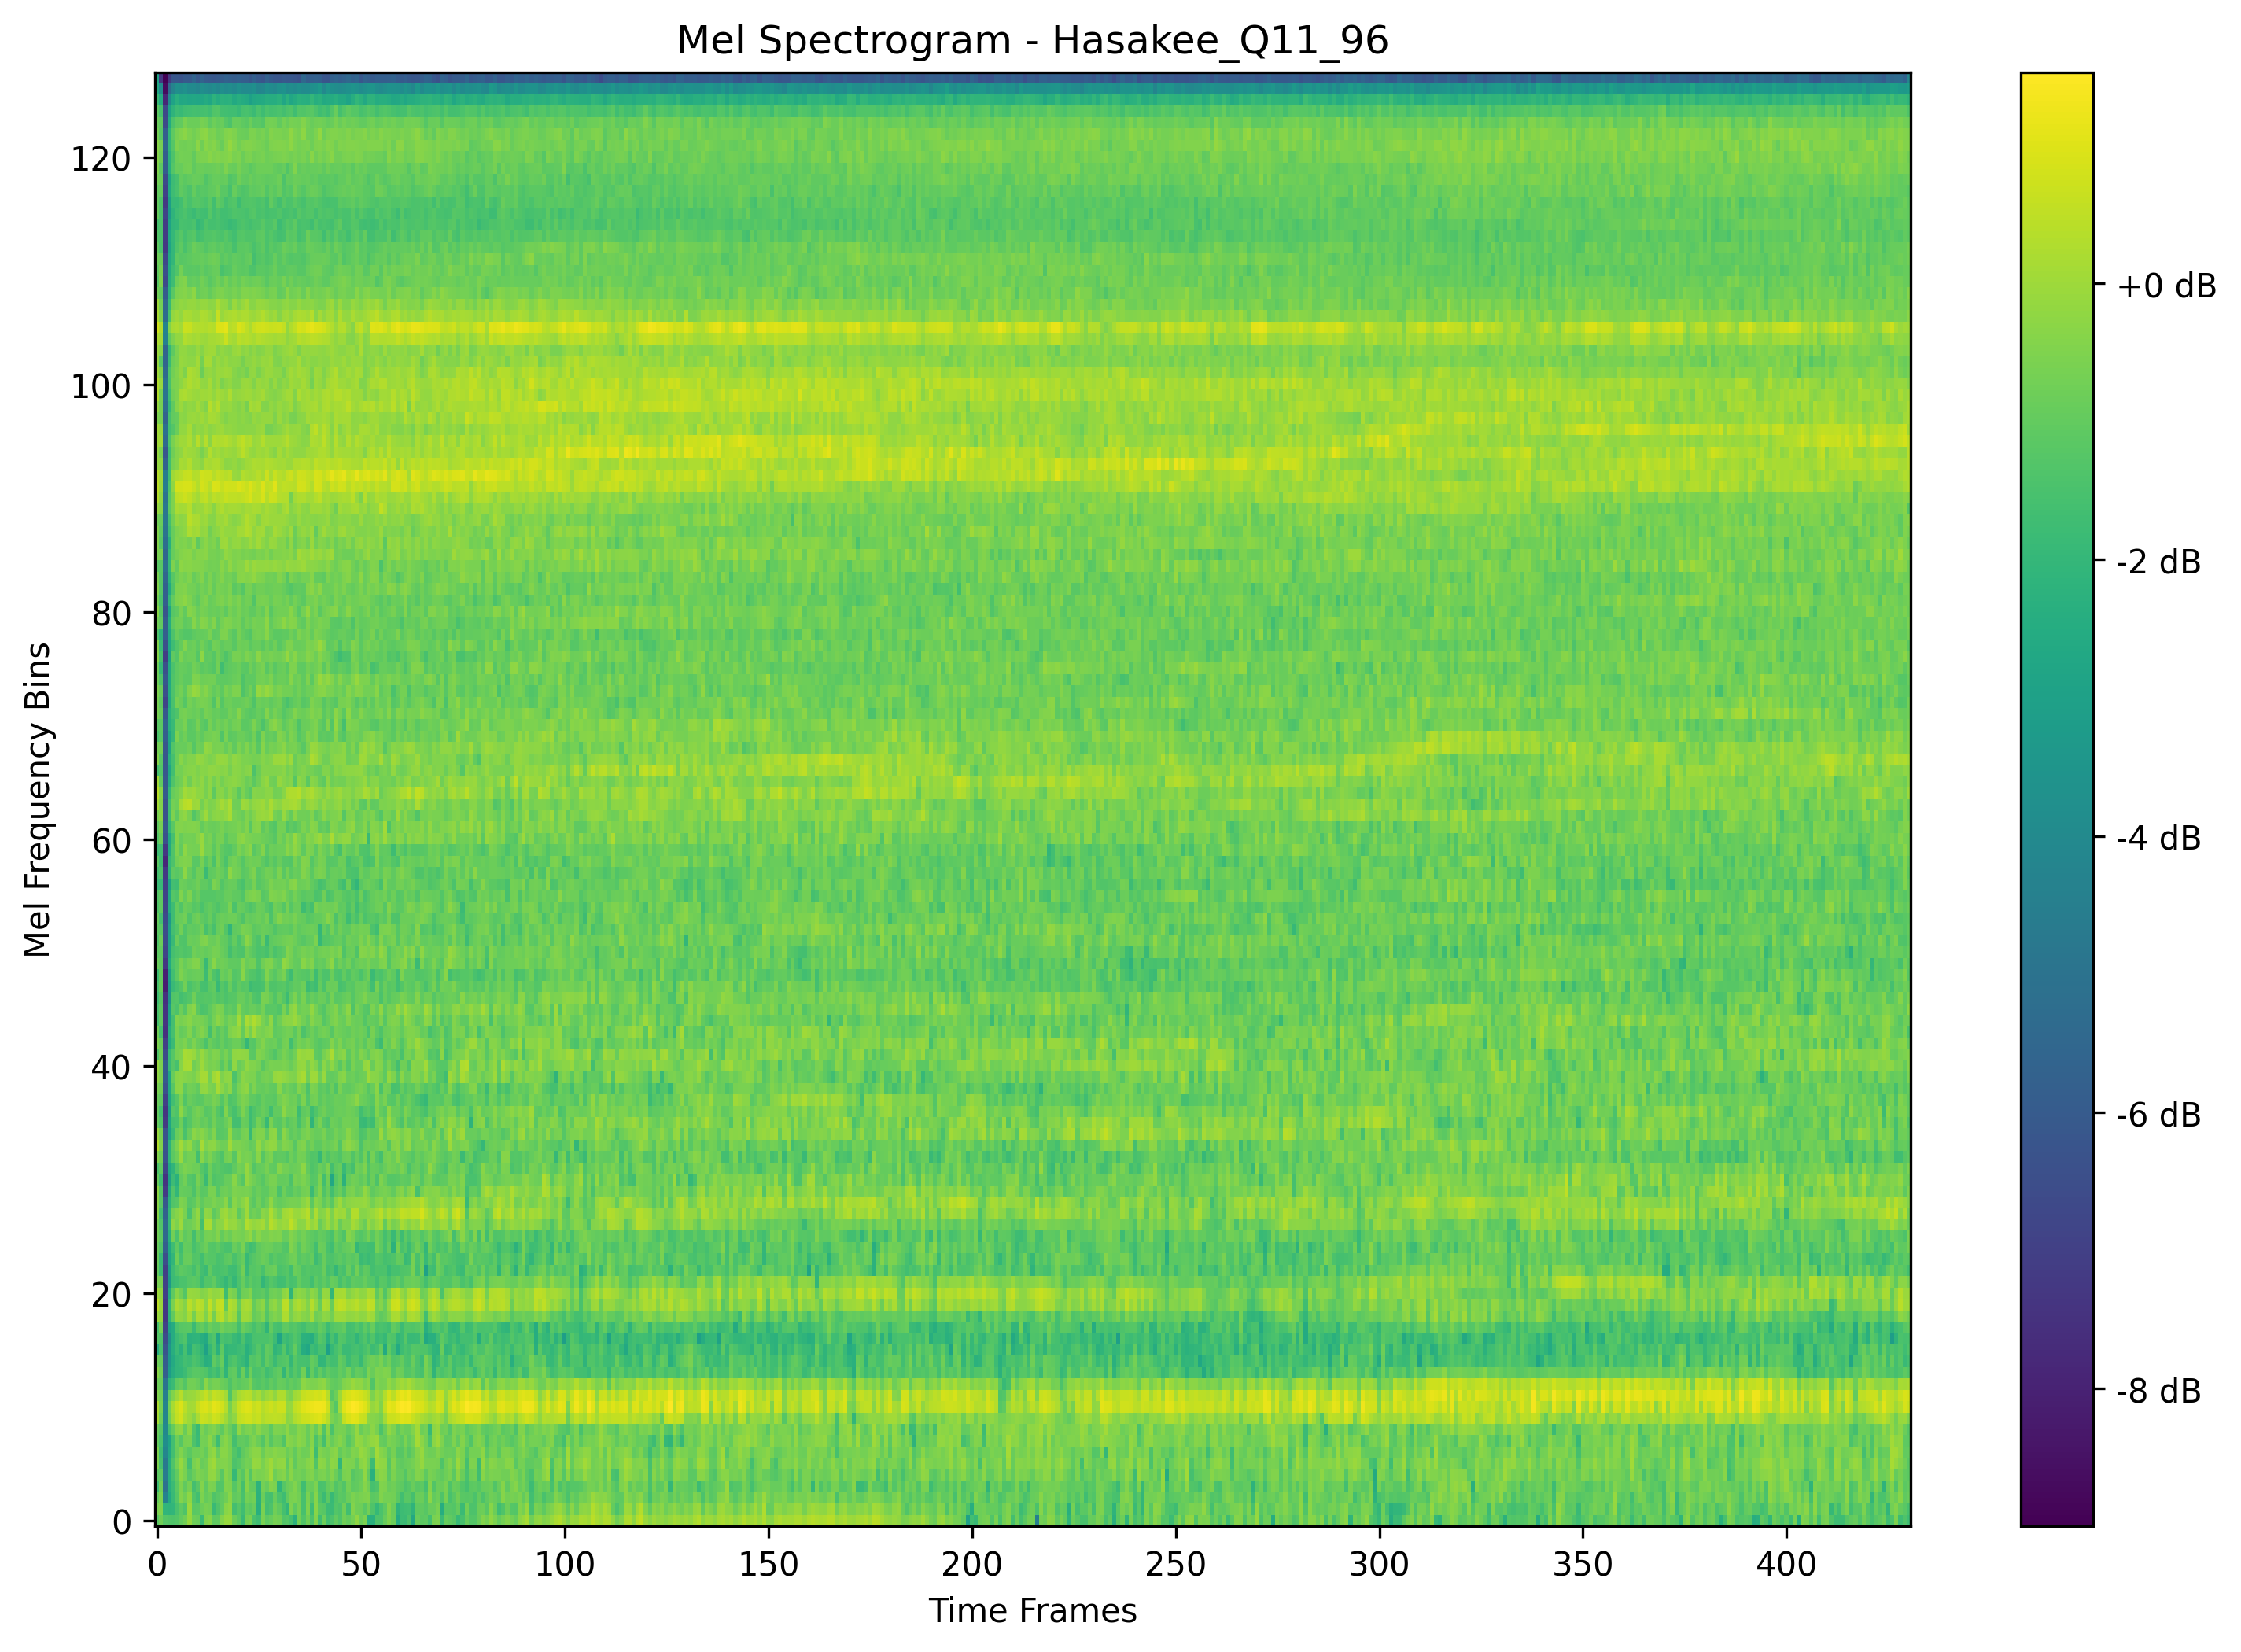 Mel Spectrogram - Hasakee_Q11_96
Mel Frequency Bins
120
100
80
60
40
20
0
0 50 100 150 200 250 300 350 400
Time Frames
+0 dB
-2 dB
-4 dB
-6 dB
-8 dB